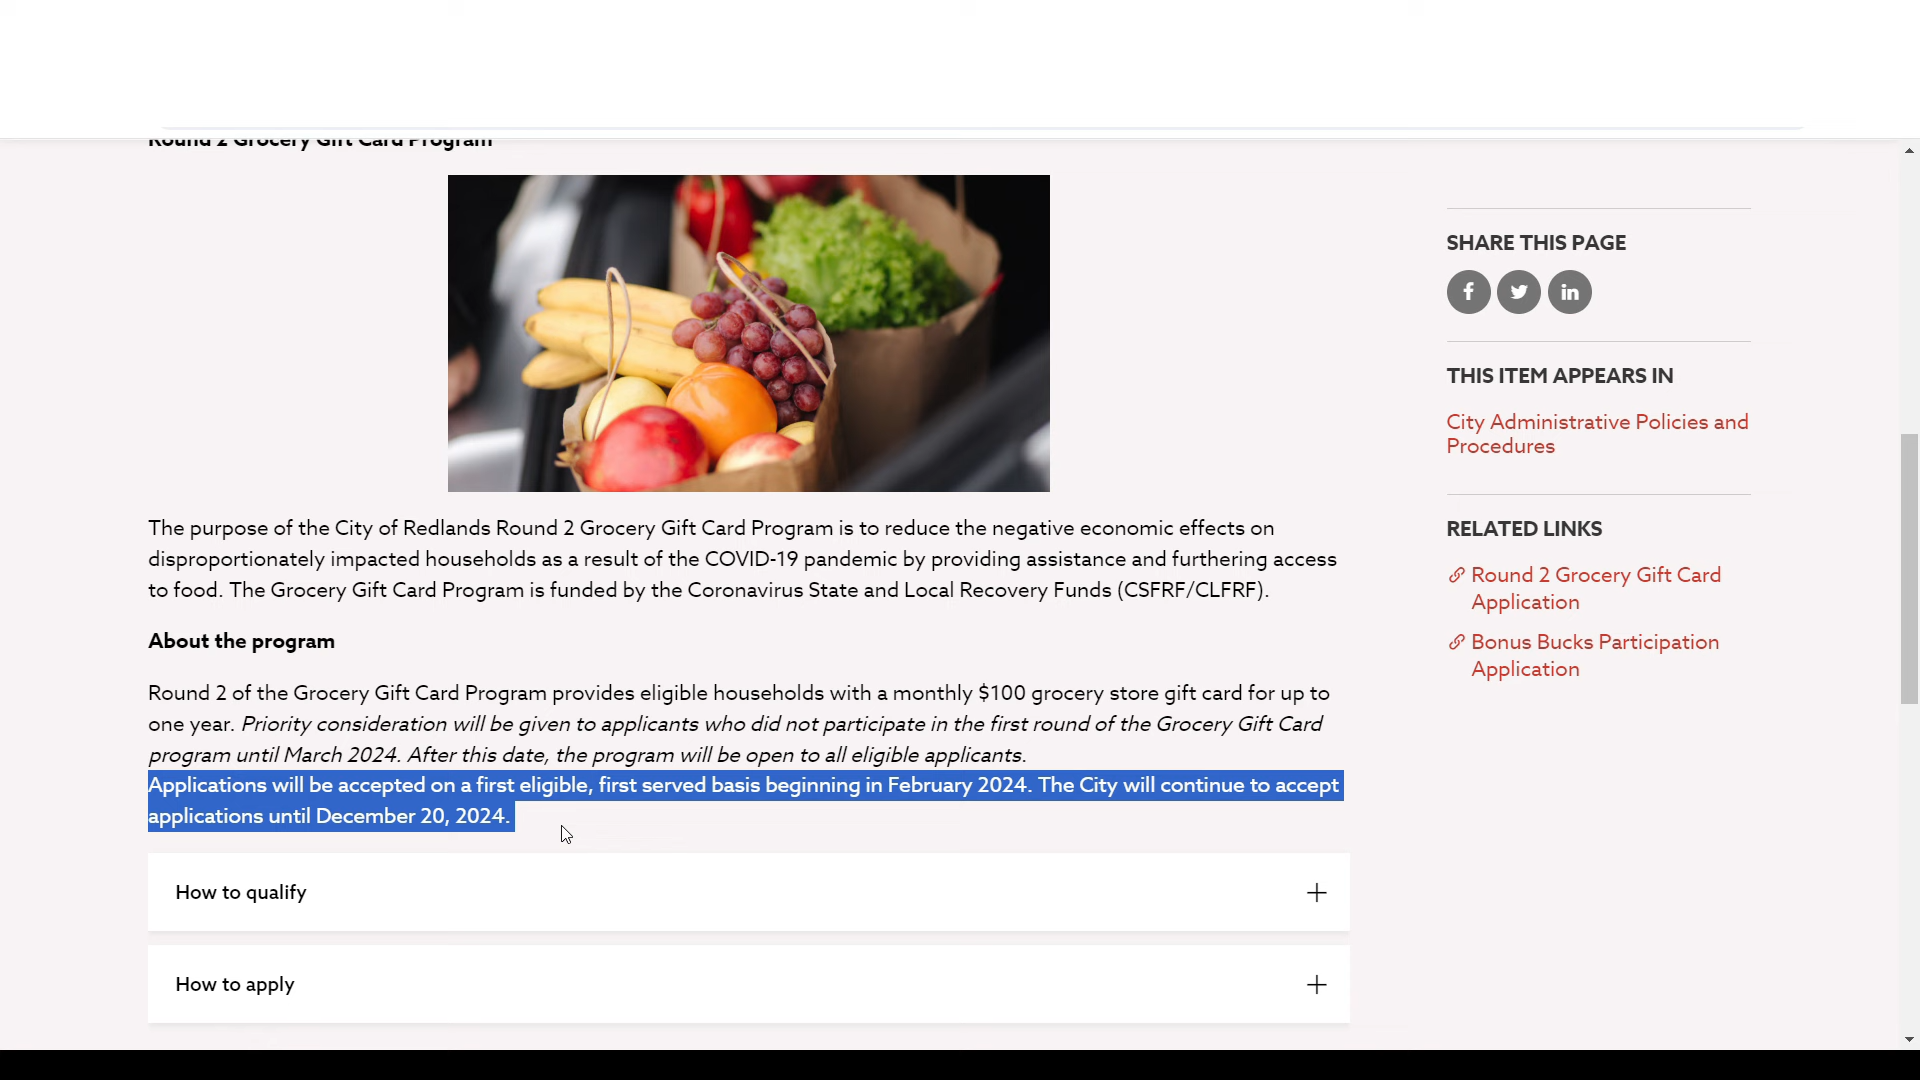 Round 2 Grocery Gift Card Program
SHARE THIS PAGE
THIS ITEM APPEARS IN
City Administrative Policies and
Procedures
RELATED LINKS
Round 2 Grocery Gift Card
Application
Bonus Bucks Participation
Application
The purpose of the City of Redlands Round 2 Grocery Gift Card Program is to reduce the negative economic effects on
disproportionately impacted households as a result of the COVID-19 pandemic by providing assistance and furthering access
to food. The Grocery Gift Card Program is funded by the Coronavirus State and Local Recovery Funds (CSFRF/CLFRF).
About the program
Round 2 of the Grocery Gift Card Program provides eligible households with a monthly $100 grocery store gift card for up to
one year. Priority consideration will be given to applicants who did not participate in the first round of the Grocery Gift Card
program until March 2024. After this date, the program will be open to all eligible applicants.
Applications will be accepted on a first eligible, first served basis beginning in February 2024. The City will continue to accept
applications until December 20, 2024.
How to qualify
How to apply